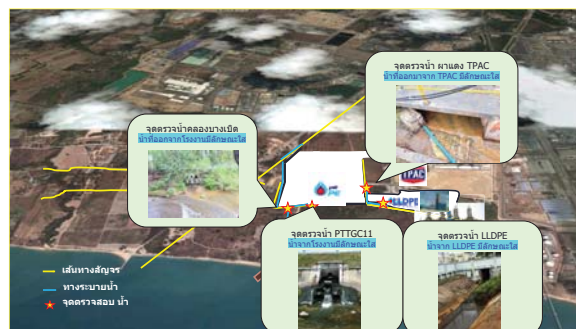 จุดตรวจน้ำ ผาแดง TPAC
น้ำที่ออกมาจาก TPAC มีลักษณะใส
จุดตรวจน้ำคลองบางเบิด
น้ำที่ออกจากโรงงานมีลักษณะใส
TPAC
LLDPE
จุดตรวจน้ำ PTTGC11
น้ำจากโรงงานมีลักษณะใส
จุดตรวจน้ำ LLDPE
น้ำจาก LLDPE มีลักษณะใส
เส้นทางสัญจร
ทางระบายน้ำ
จุดตรวจสอบ น้ำ